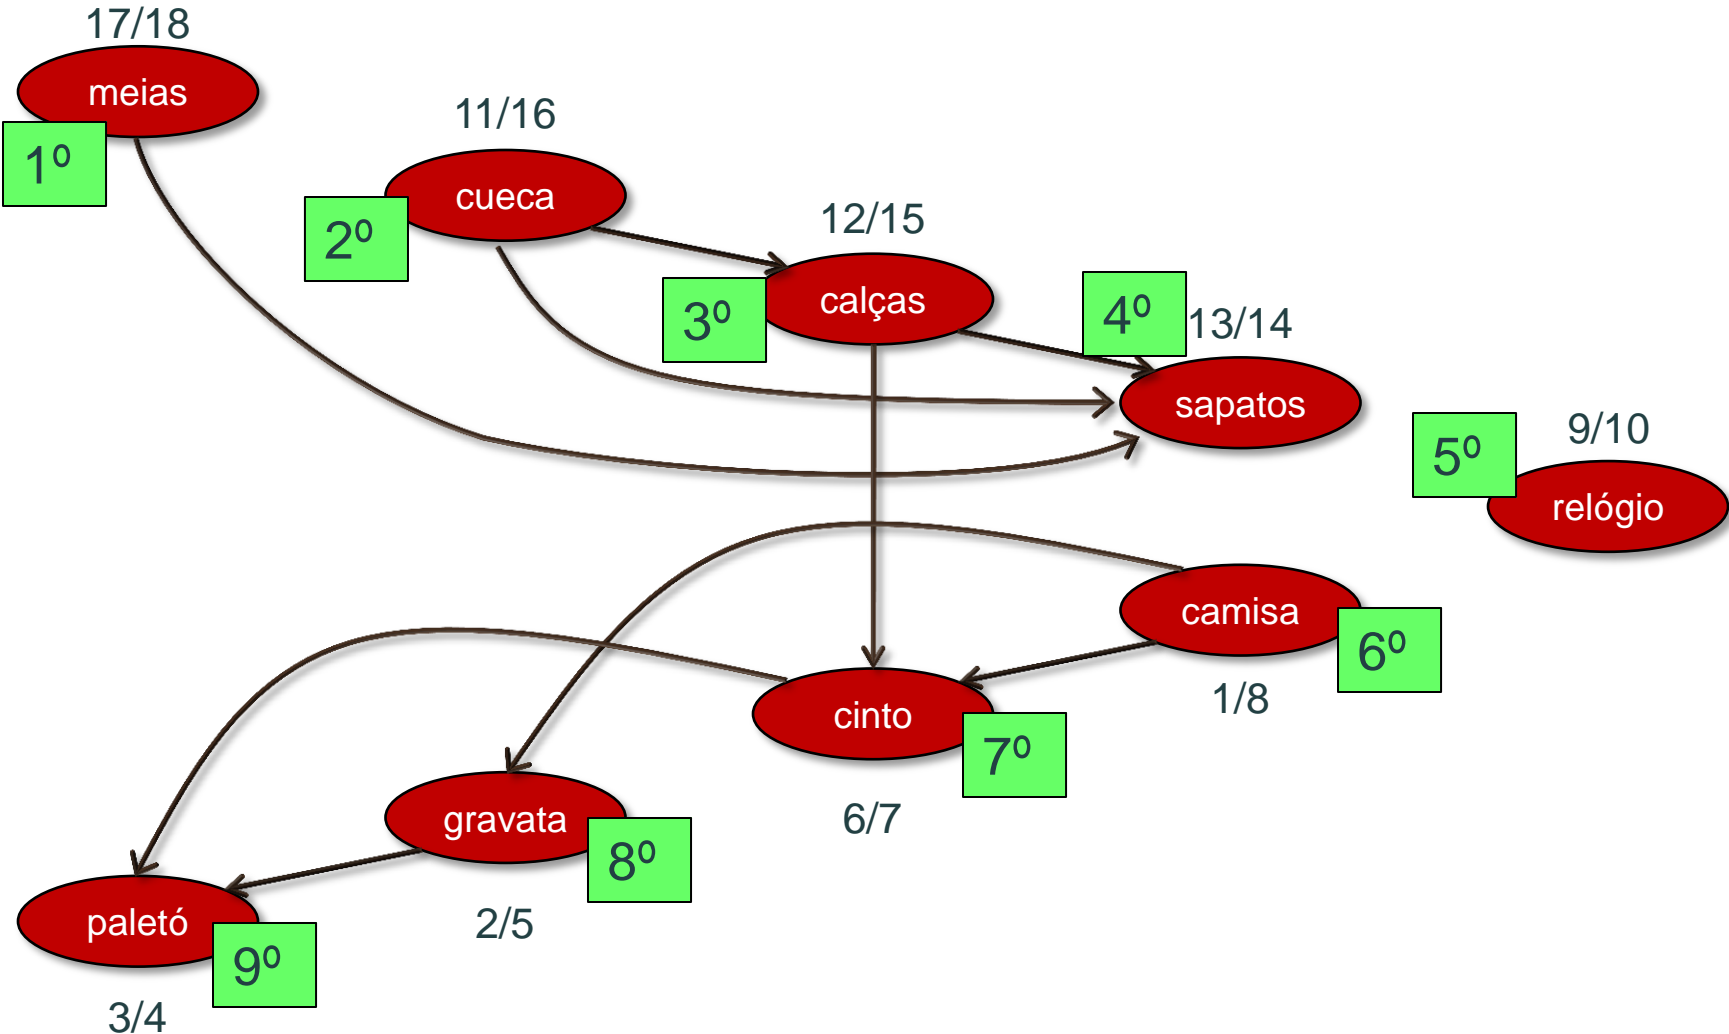 17/18
meias
1º
11/16
cueca
2º
12/15
calças
3º
4º
13/14
sapatos
5º
9/10
relógio
camisa
6º
1/8
cinto
7º
6/7
gravata
8º
2/5
paletó
9º
3/4